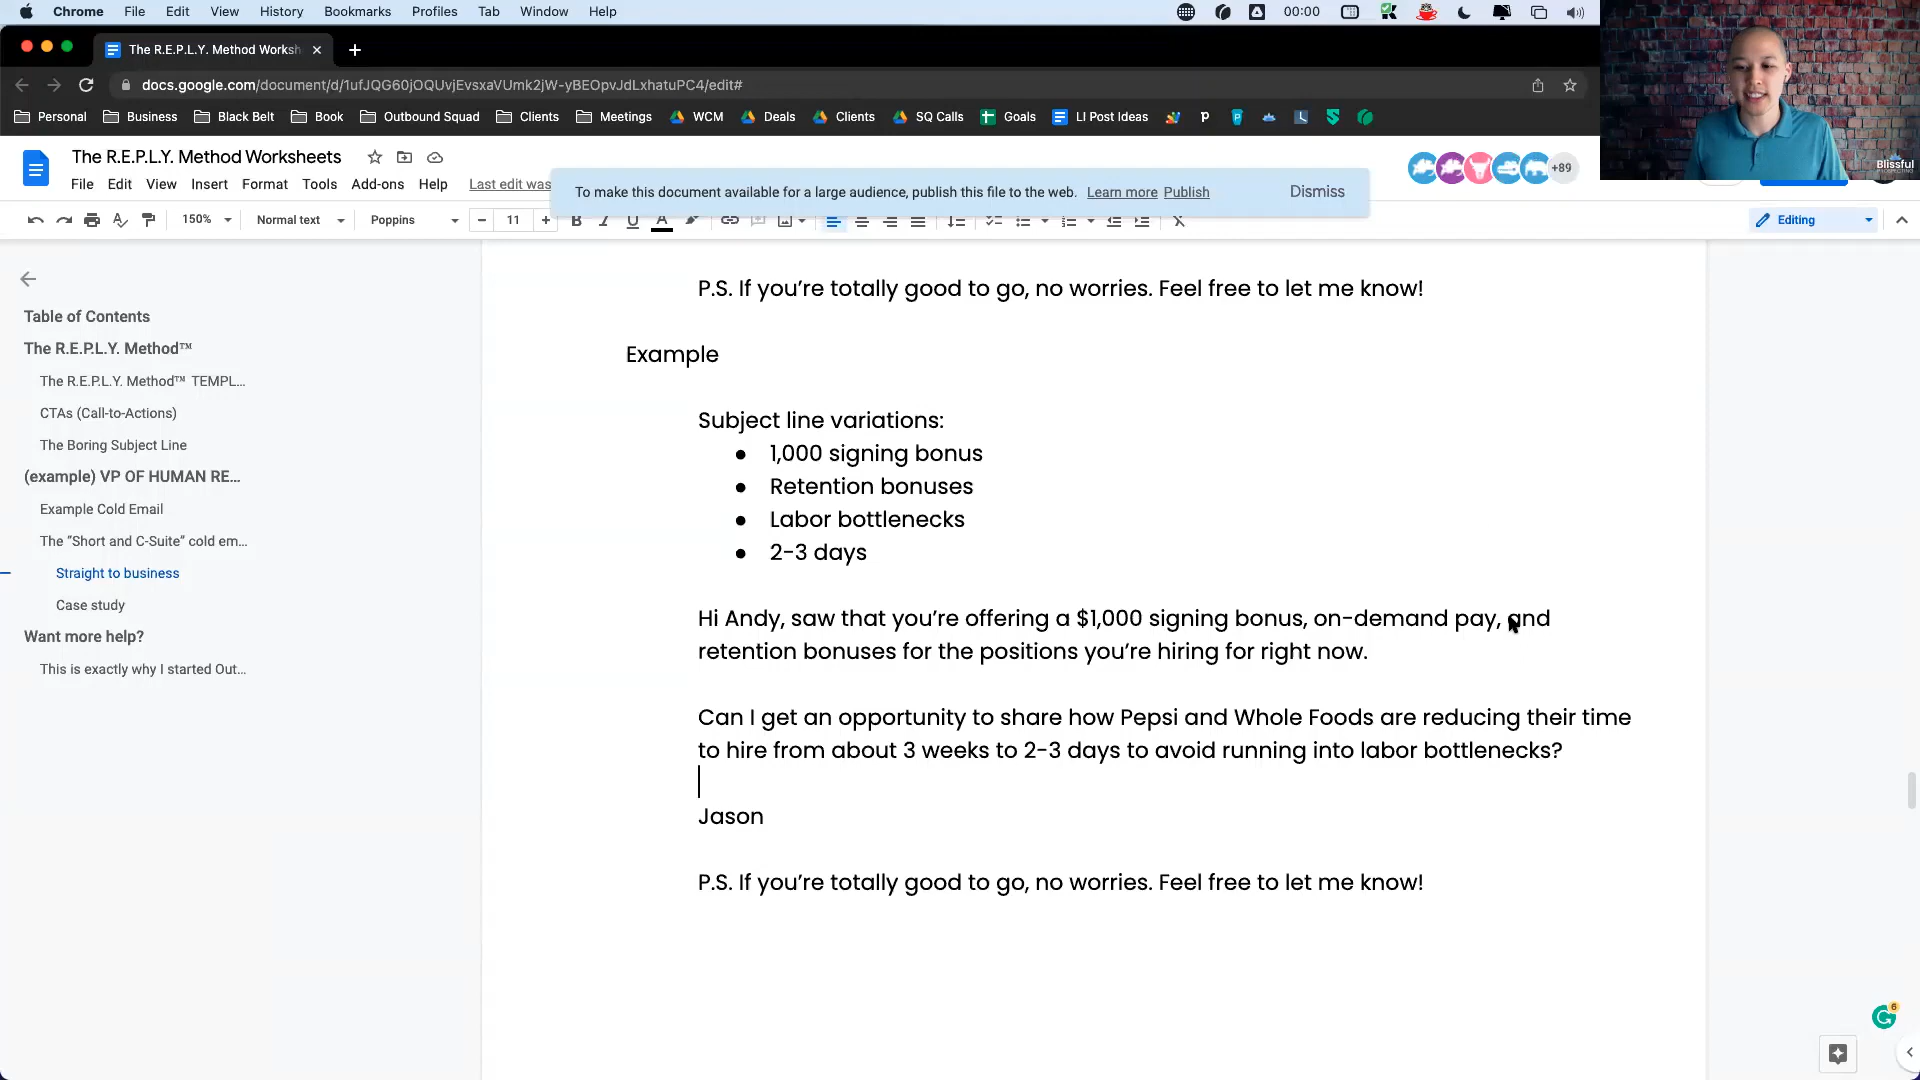 Chrome File Edit View History Bookmarks Profiles Tab Window Help 00:00
The R.E.P.L.Y. Method Worksh
docs.google.com/document/d/1ufJQG60jOQUvjEvsxaVUmk2jW-yBEOpvJdLxhatuPC4/edit#
Personal Business Black Belt Book Outbound Squad Clients Meetings WCM Deals Clients SQ Calls Goals LI Post Ideas
Blissful
PROSPECTING
The R.E.P.L.Y. Method Worksheets
File Edit View Insert Format Tools Add-ons Help Last edit was
To make this document available for a large audience, publish this file to the web. Learn more Publish Dismiss
+89
150% Normal text Poppins 11 Editing
Table of Contents
The R.E.P.L.Y. Method™
The R.E.P.L.Y. Method™ TEMPL...
CTAs (Call-to-Actions)
The Boring Subject Line
(example) VP OF HUMAN RE...
Example Cold Email
The “Short and C-Suite” cold em...
Straight to business
Case study
Want more help?
This is exactly why I started Out...
P.S. If you’re totally good to go, no worries. Feel free to let me know!
Example
Subject line variations:
● 1,000 signing bonus
● Retention bonuses
● Labor bottlenecks
● 2-3 days
Hi Andy, saw that you’re offering a $1,000 signing bonus, on-demand pay, and
retention bonuses for the positions you’re hiring for right now.
Can I get an opportunity to share how Pepsi and Whole Foods are reducing their time
to hire from about 3 weeks to 2-3 days to avoid running into labor bottlenecks?
Jason
P.S. If you’re totally good to go, no worries. Feel free to let me know!
6